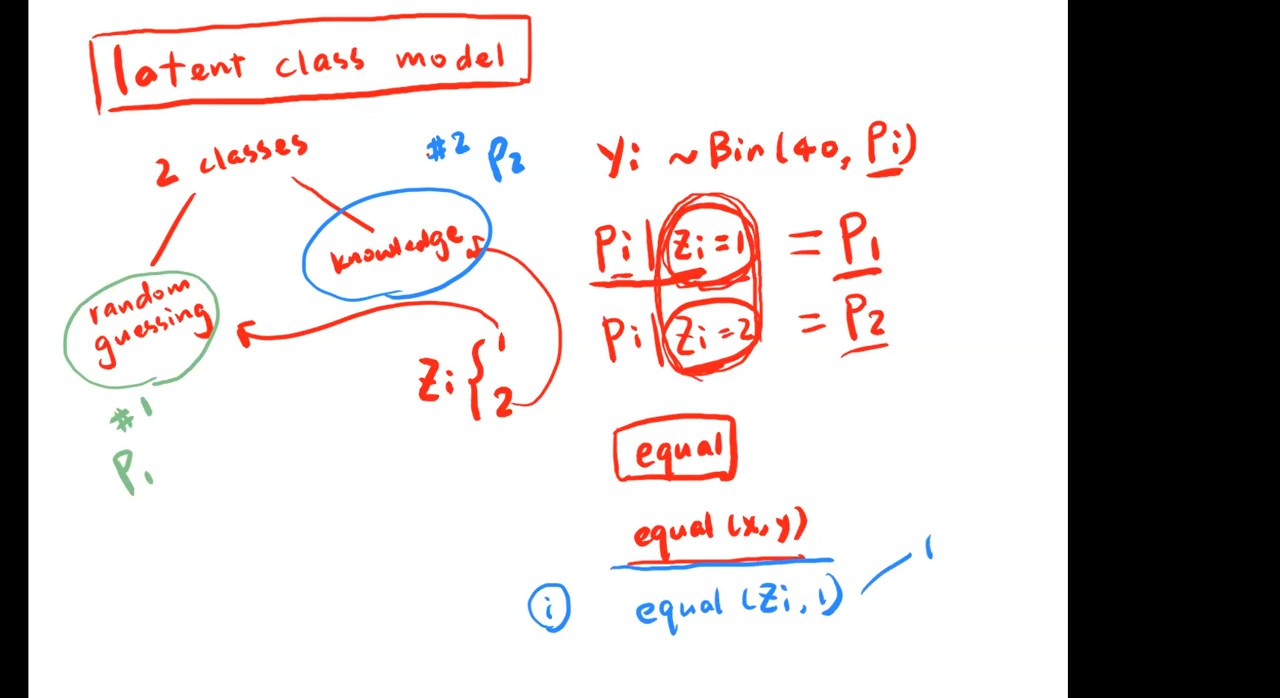 latent class model
2 classes
random
guessing
#1
P1
knowledge
#2 P2
Zi { 1
2
Yi ~ Bin(40, Pi)
Pi | Zi = 1 = P1
Pi | Zi = 2 = P2
equal
equal (x, y)
i equal (Zi, 1) 1